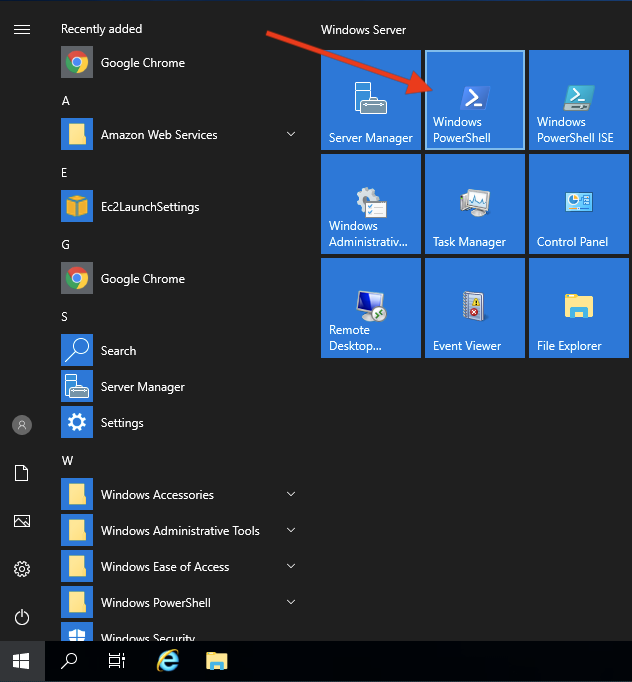 Recently added
Google Chrome
A
Amazon Web Services
E
Ec2LaunchSettings
G
Google Chrome
S
Search
Server Manager
Settings
W
Windows Accessories
Windows Administrative Tools
Windows Ease of Access
Windows PowerShell
Windows Security
Windows Server
Server Manager
Windows
PowerShell
Windows
PowerShell ISE
Windows
Administrativ...
Task Manager
Control Panel
Remote
Desktop...
Event Viewer
File Explorer